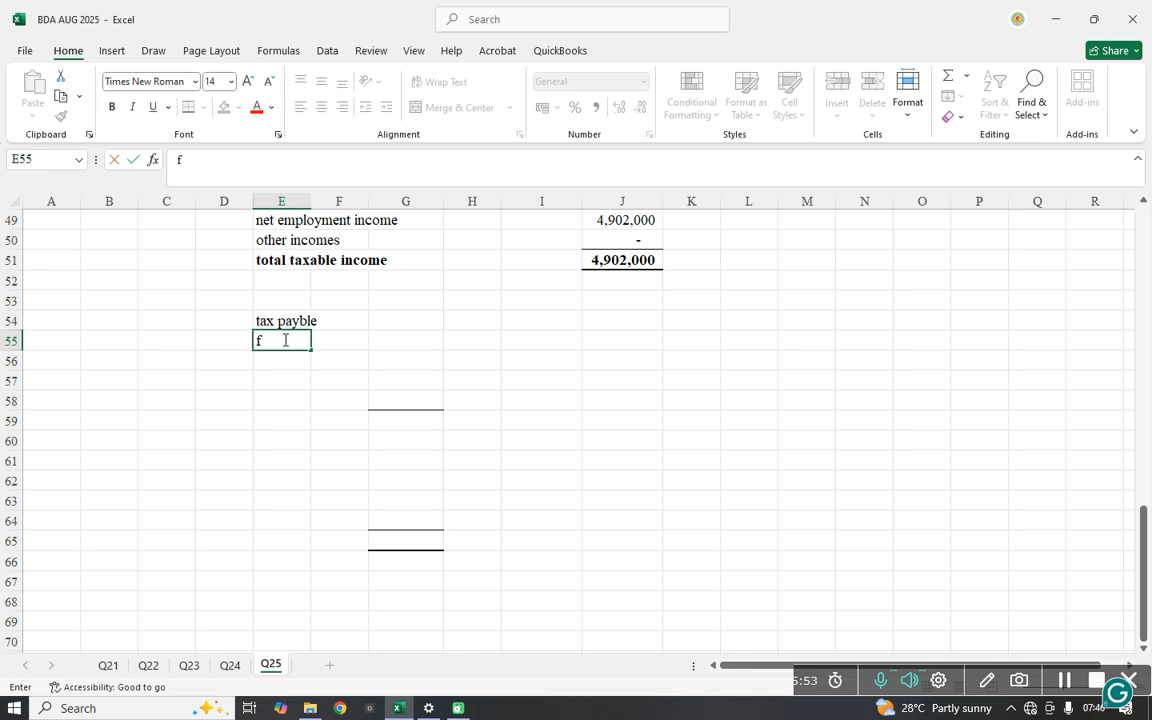 BDA AUG 2025 - Excel
Search
File Home Insert Draw Page Layout Formulas Data Review View Help Acrobat QuickBooks
Share
Paste
Times New Roman 14
B I U
Wrap Text
Merge & Center
General
Conditional Formatting
Format as Table
Cell Styles
Insert Delete Format
Sort & Filter
Find & Select
Add-ins
Clipboard Font Alignment Number Styles Cells Editing Add-ins
E55 fx f
A B C D E F G H I J K L M N O P Q R
49 net employment income 4,902,000
50 other incomes -
51 total taxable income 4,902,000
52
53
54 tax payble
55 f
56
57
58
59
60
61
62
63
64
65
66
67
68
69
70
Q21 Q22 Q23 Q24 Q25
5:53
Enter Accessibility: Good to go
Search
28°C Partly sunny
07:46